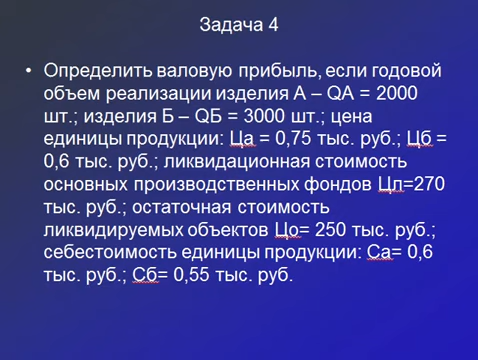 Задача 4
• Определить валовую прибыль, если годовой
объем реализации изделия А – QA = 2000
шт.; изделия Б – QБ = 3000 шт.; цена
единицы продукции: Ца = 0,75 тыс. руб.; Цб =
0,6 тыс. руб.; ликвидационная стоимость
основных производственных фондов Цл=270
тыс. руб.; остаточная стоимость
ликвидируемых объектов Цо= 250 тыс. руб.;
себестоимость единицы продукции: Са= 0,6
тыс. руб.; Сб= 0,55 тыс. руб.